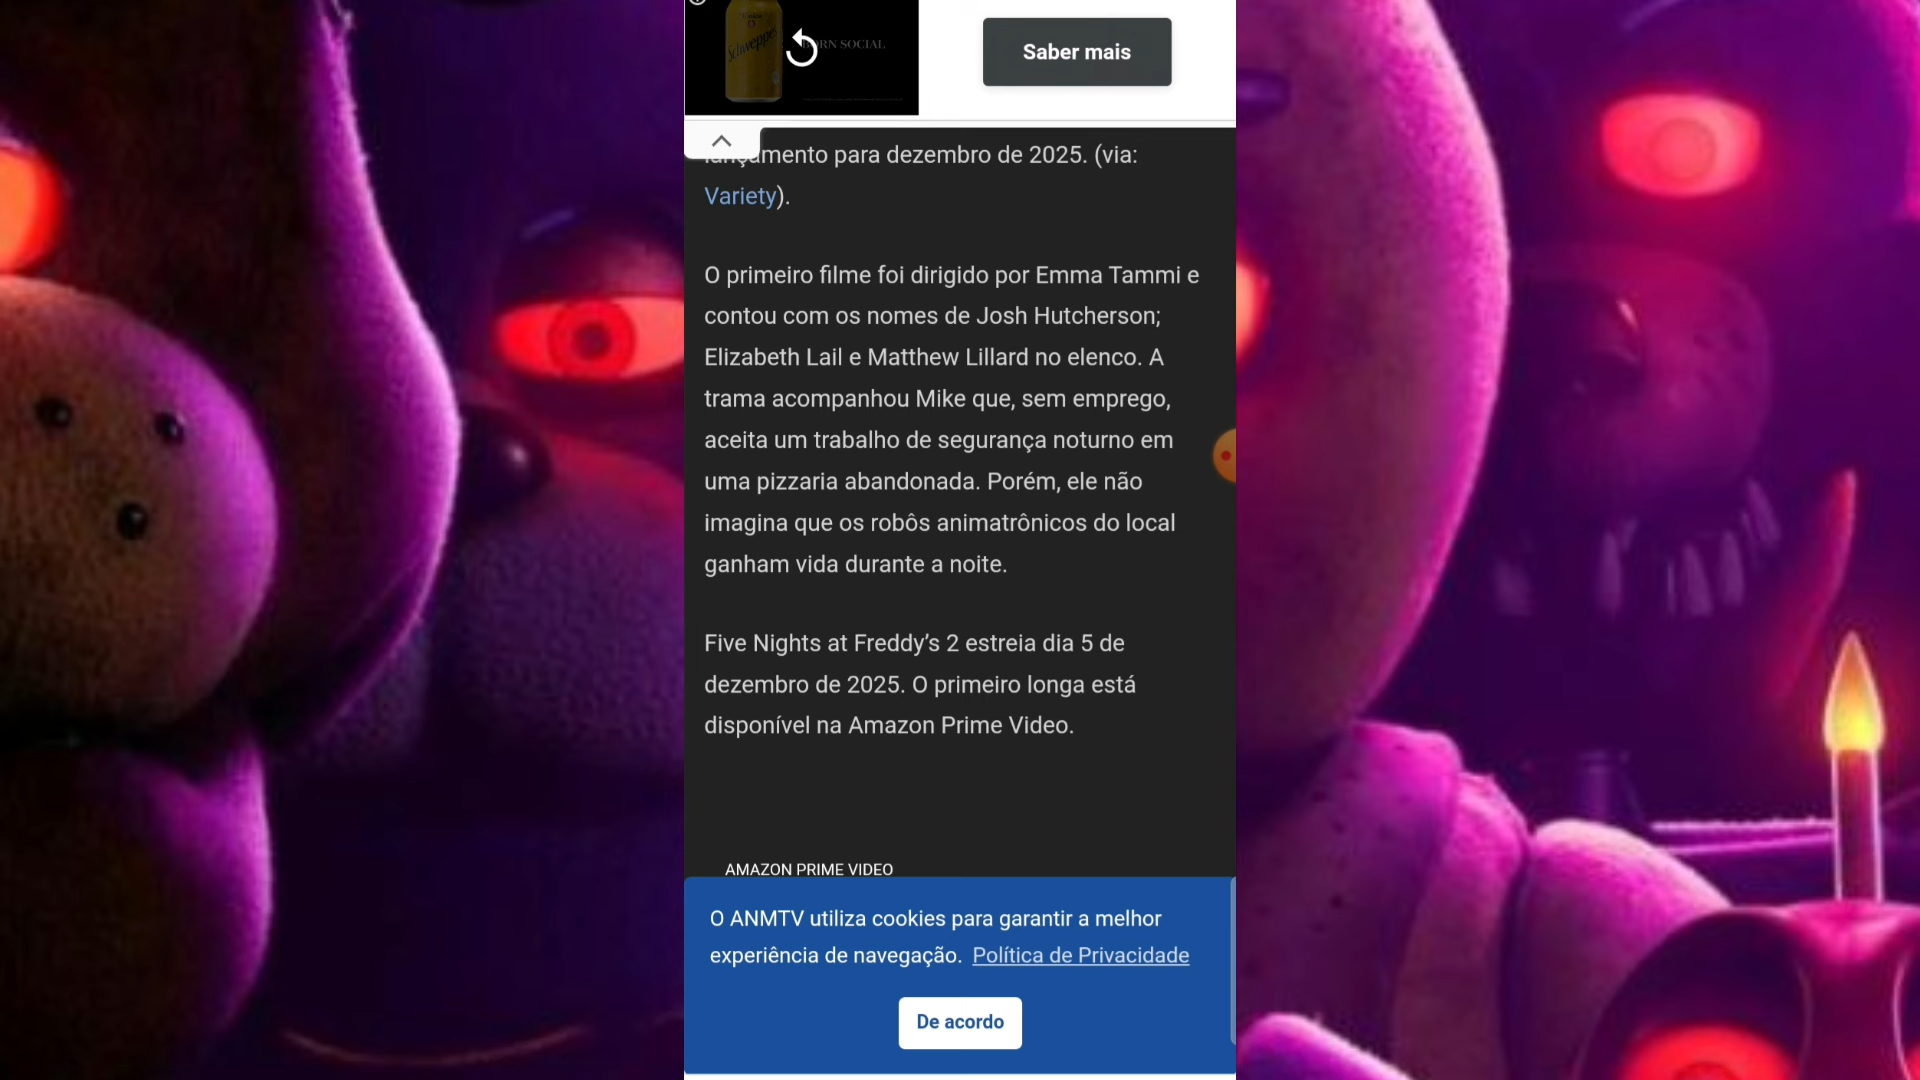 Schweppes
BORN SOCIAL
Saber mais
lançamento para dezembro de 2025. (via:
Variety).
O primeiro filme foi dirigido por Emma Tammi e
contou com os nomes de Josh Hutcherson;
Elizabeth Lail e Matthew Lillard no elenco. A
trama acompanhou Mike que, sem emprego,
aceita um trabalho de segurança noturno em
uma pizzaria abandonada. Porém, ele não
imagina que os robôs animatrônicos do local
ganham vida durante a noite.
Five Nights at Freddy’s 2 estreia dia 5 de
dezembro de 2025. O primeiro longa está
disponível na Amazon Prime Video.
AMAZON PRIME VIDEO
O ANMTV utiliza cookies para garantir a melhor
experiência de navegação. Política de Privacidade
De acordo